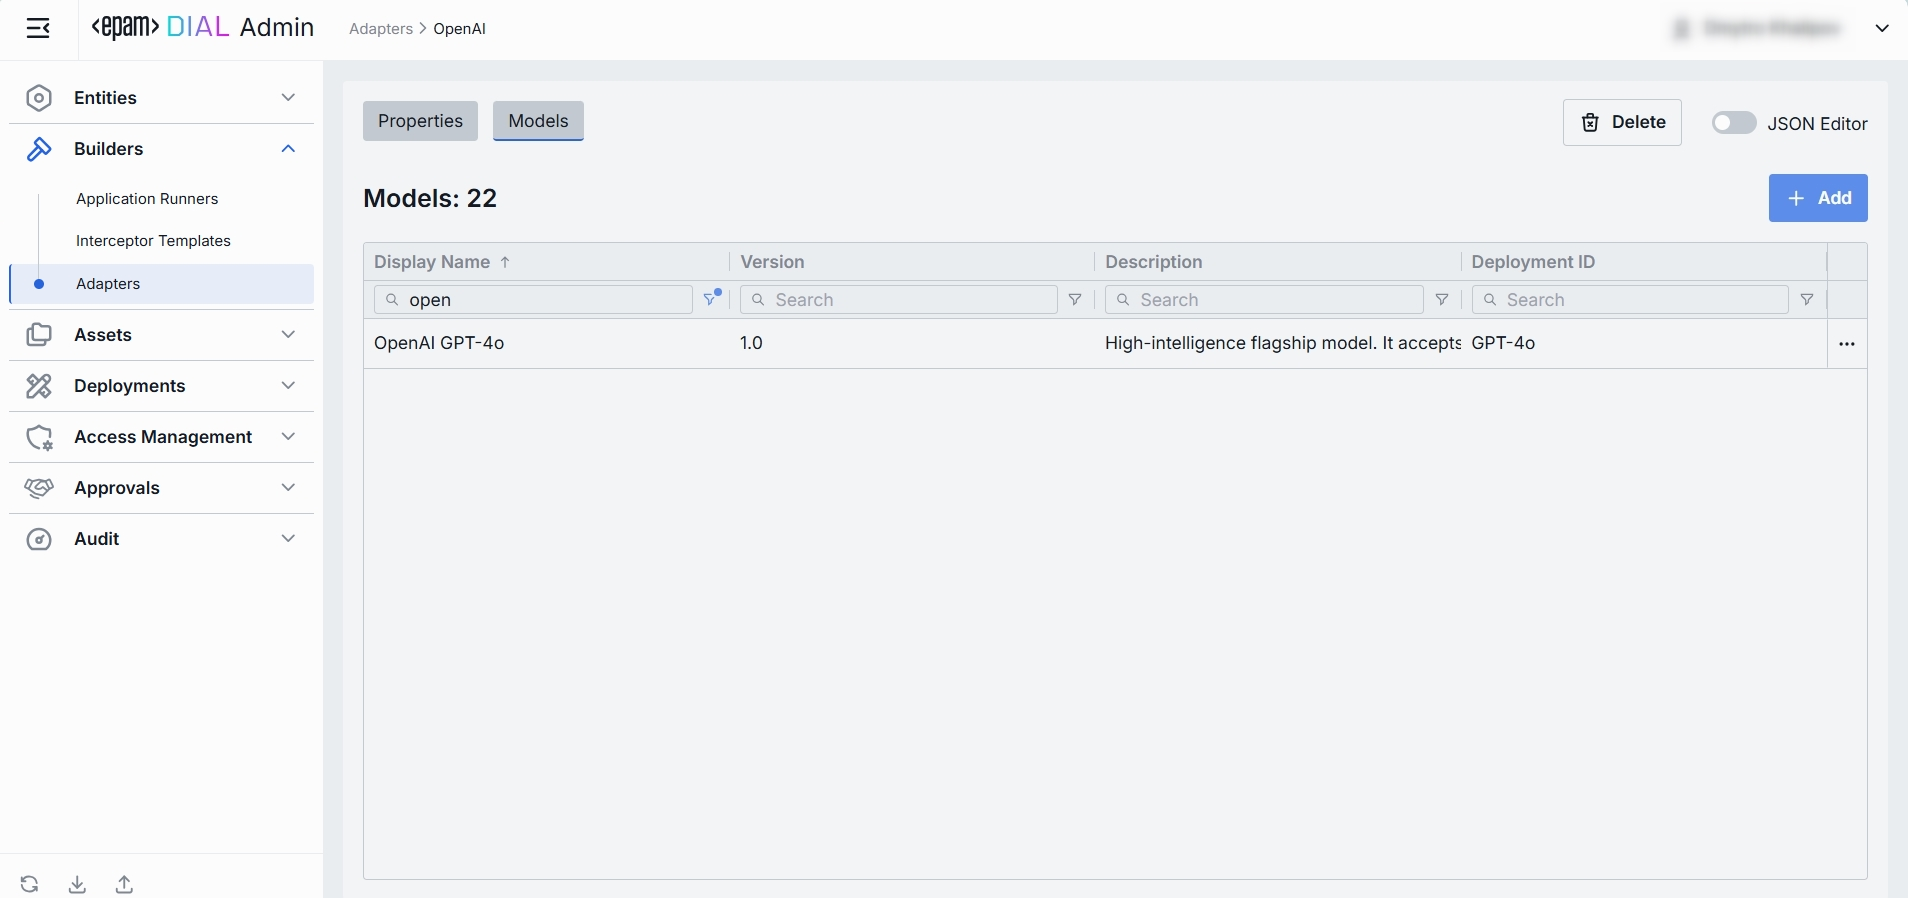 <epam> DIAL Admin
Adapters > OpenAI
Entities
Builders
Application Runners
Interceptor Templates
Adapters
Assets
Deployments
Access Management
Approvals
Audit
Properties
Models
Delete
JSON Editor
Models: 22
+ Add
Display Name ↑ Version Description Deployment ID
open Search Search Search
OpenAI GPT-4o 1.0 High-intelligence flagship model. It accepts GPT-4o ...